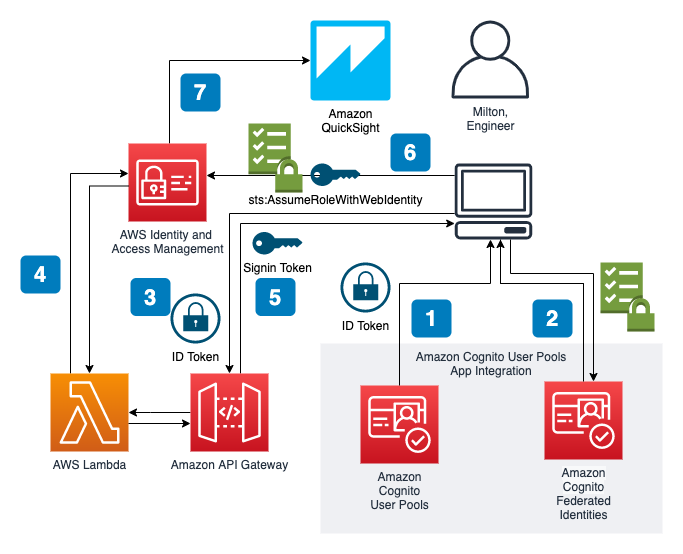 7
Amazon
QuickSight
Milton,
Engineer
6
sts:AssumeRoleWithWebIdentity
AWS Identity and
Access Management
4
Signin Token
3
5
ID Token
ID Token
1
2
Amazon Cognito User Pools
App Integration
</>
AWS Lambda
Amazon API Gateway
Amazon
Cognito
User Pools
Amazon
Cognito
Federated
Identities